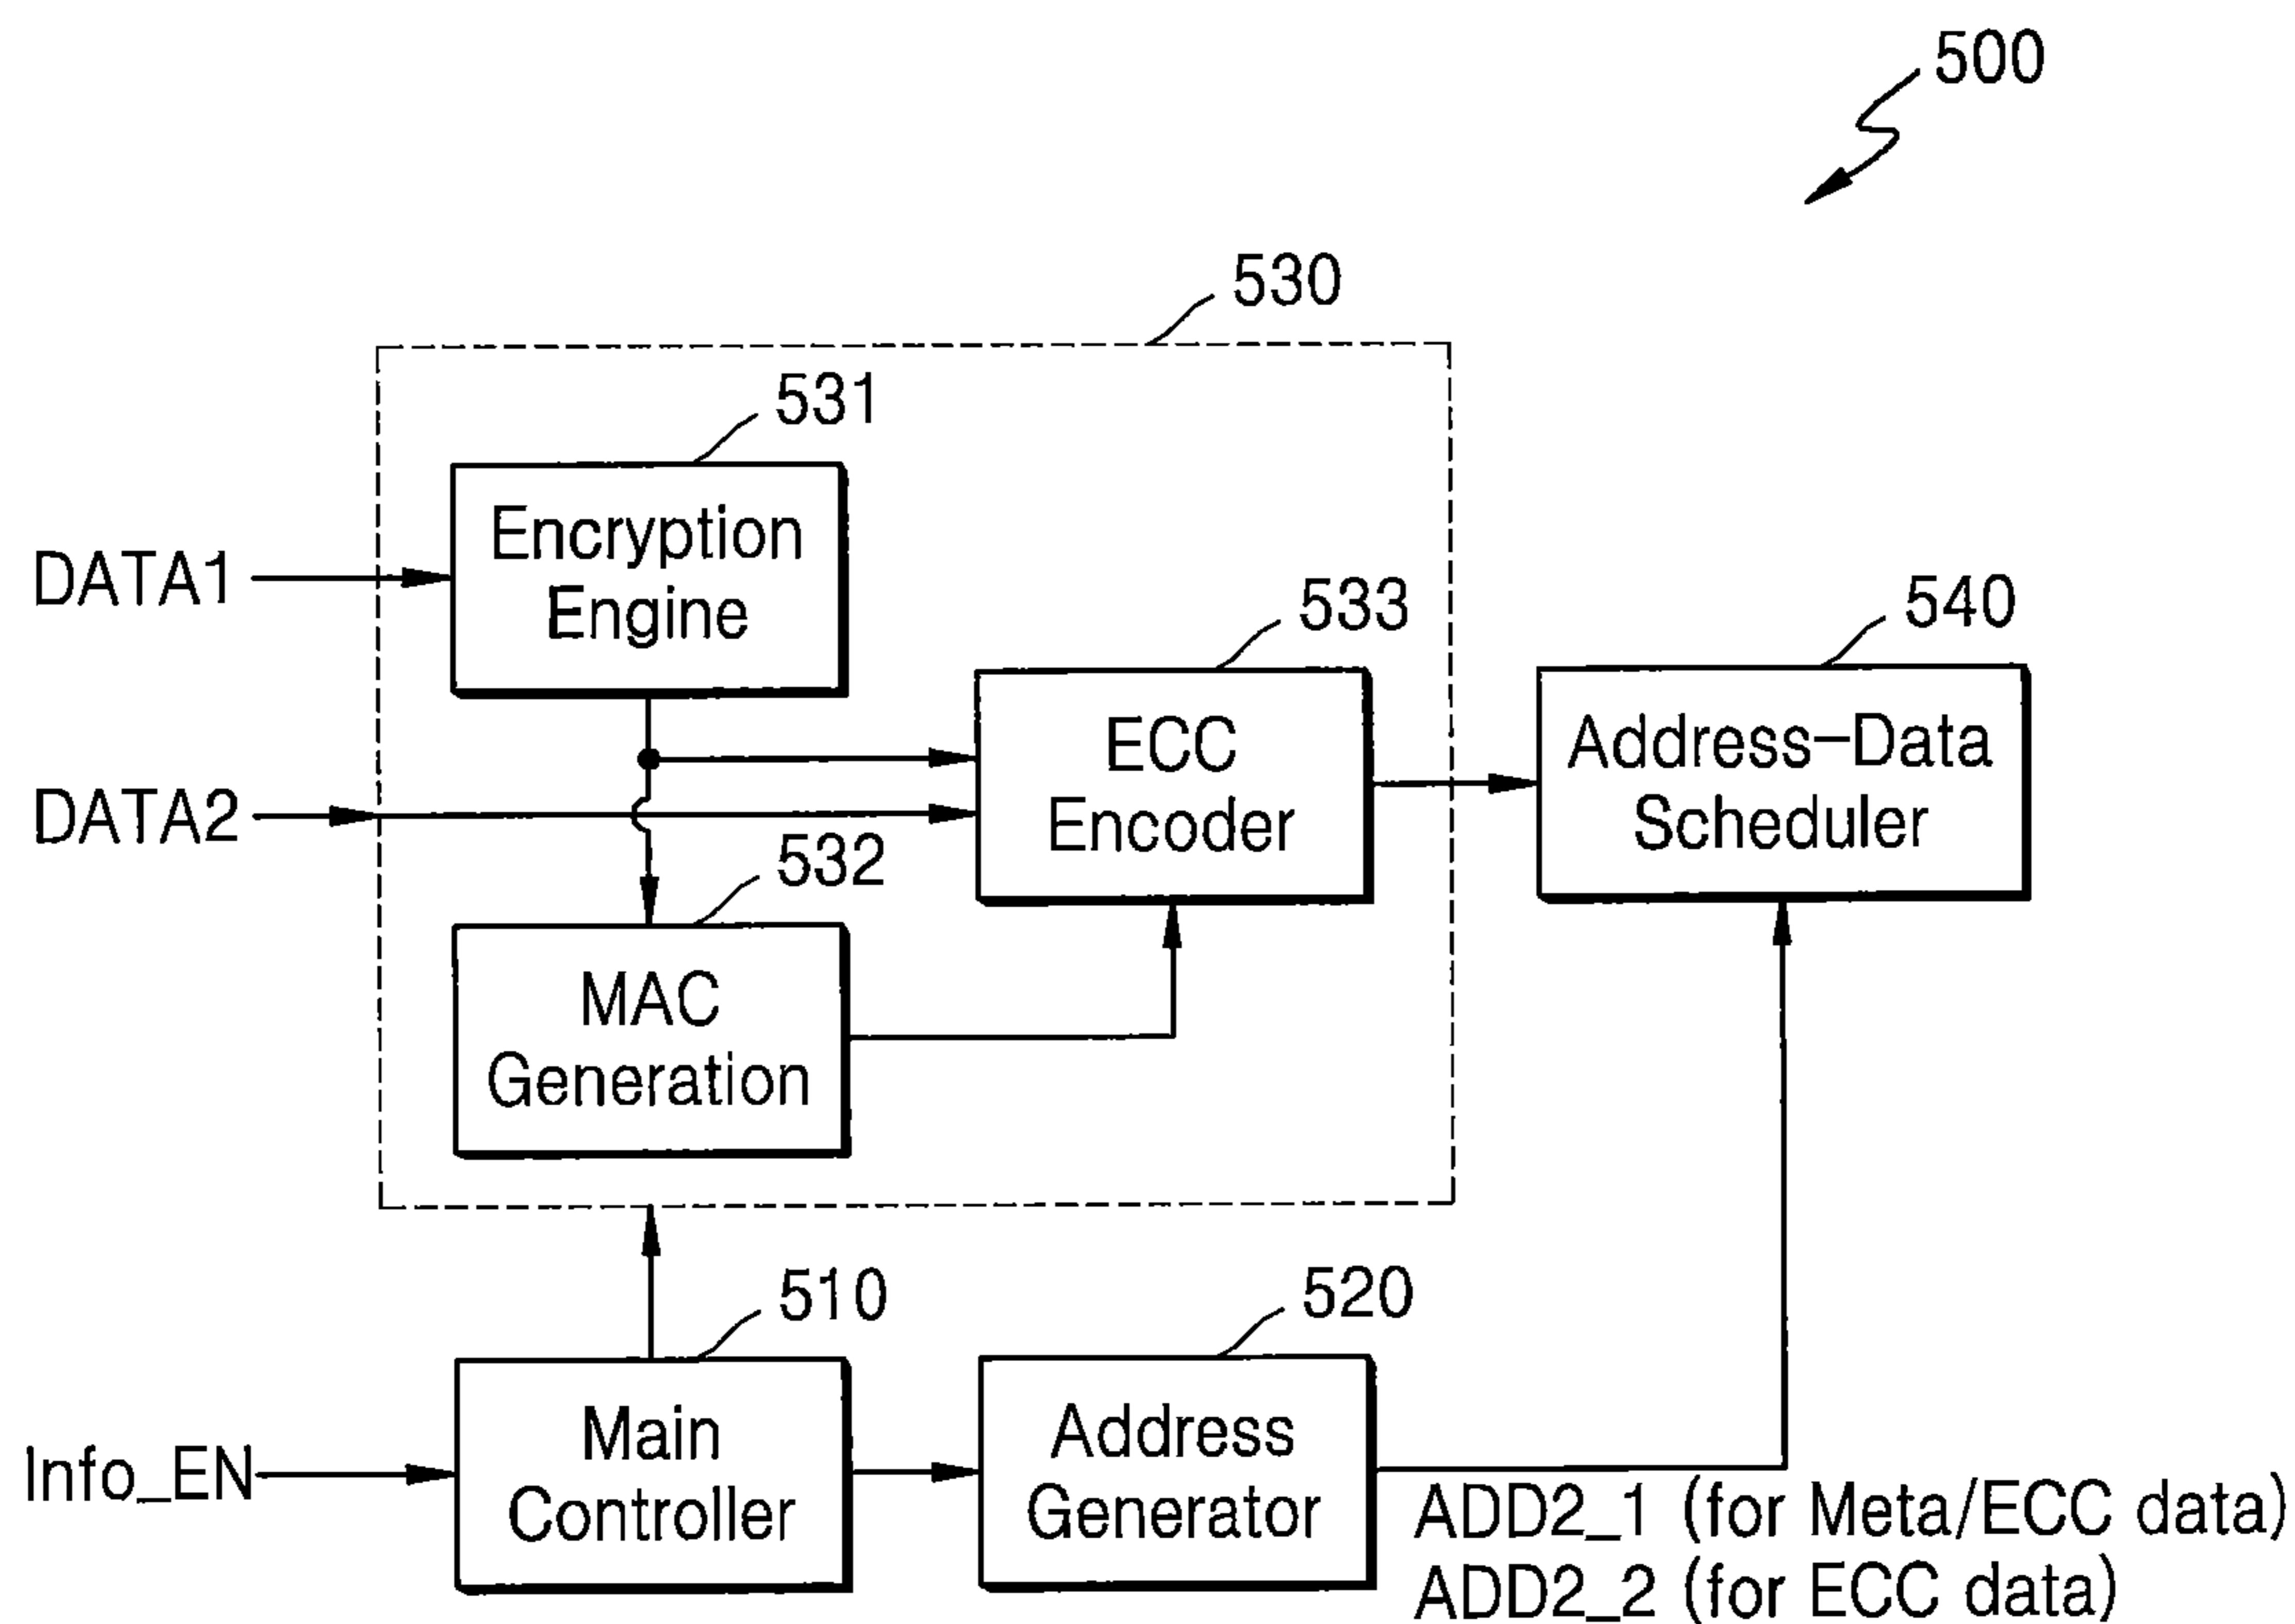 500
530
531
Encryption
Engine
DATA1
533
540
ECC
Encoder
Address-Data
Scheduler
DATA2
532
MAC
Generation
510
520
Info_EN
Main
Controller
Address
Generator
ADD2_1 (for Meta/ECC data)
ADD2_2 (for ECC data)